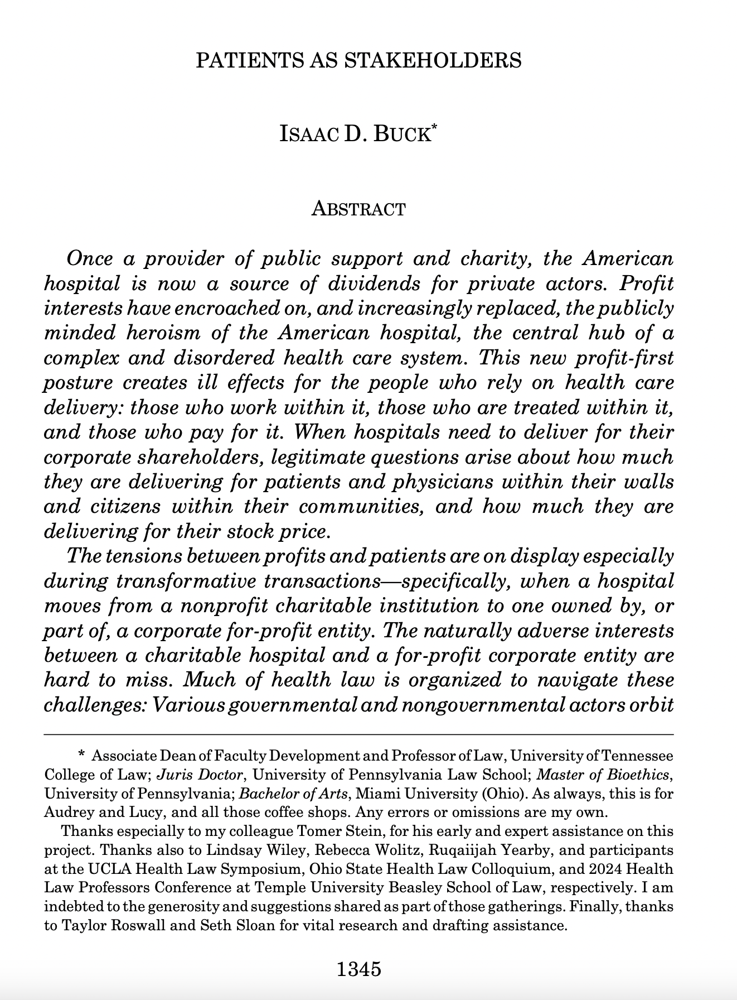 PATIENTS AS STAKEHOLDERS
ISAAC D. BUCK*
ABSTRACT
Once a provider of public support and charity, the American
hospital is now a source of dividends for private actors. Profit
interests have encroached on, and increasingly replaced, the publicly
minded heroism of the American hospital, the central hub of a
complex and disordered health care system. This new profit-first
posture creates ill effects for the people who rely on health care
delivery: those who work within it, those who are treated within it,
and those who pay for it. When hospitals need to deliver for their
corporate shareholders, legitimate questions arise about how much
they are delivering for patients and physicians within their walls
and citizens within their communities, and how much they are
delivering for their stock price.
The tensions between profits and patients are on display especially
during transformative transactions—specifically, when a hospital
moves from a nonprofit charitable institution to one owned by, or
part of, a corporate for-profit entity. The naturally adverse interests
between a charitable hospital and a for-profit corporate entity are
hard to miss. Much of health law is organized to navigate these
challenges: Various governmental and nongovernmental actors orbit
* Associate Dean of Faculty Development and Professor of Law, University of Tennessee
College of Law; Juris Doctor, University of Pennsylvania Law School; Master of Bioethics,
University of Pennsylvania; Bachelor of Arts, Miami University (Ohio). As always, this is for
Audrey and Lucy, and all those coffee shops. Any errors or omissions are my own.
Thanks especially to my colleague Tomer Stein, for his early and expert assistance on this
project. Thanks also to Lindsay Wiley, Rebecca Wolitz, Ruqaiijah Yearby, and participants
at the UCLA Health Law Symposium, Ohio State Health Law Colloquium, and 2024 Health
Law Professors Conference at Temple University Beasley School of Law, respectively. I am
indebted to the generosity and suggestions shared as part of those gatherings. Finally, thanks
to Taylor Roswall and Seth Sloan for vital research and drafting assistance.
1345